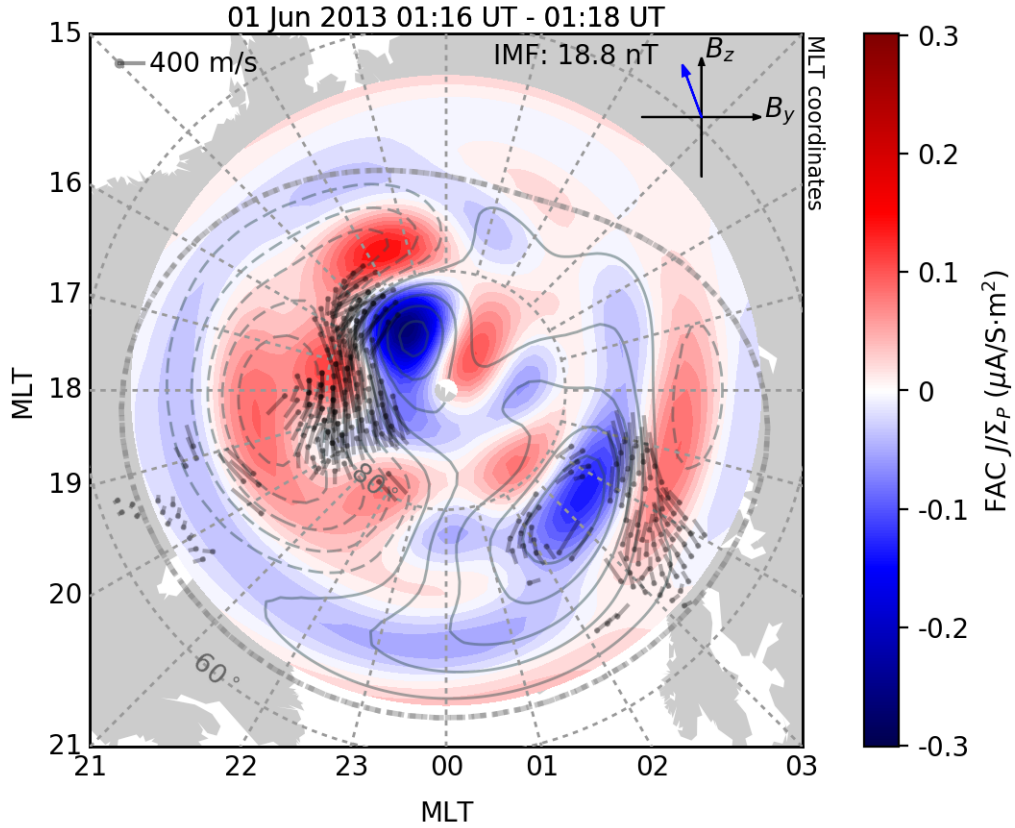 01 Jun 2013 01:16 UT - 01:18 UT
400 m/s
IMF: 18.8 nT
B_z
B_y
MLT coordinates
15
16
17
18
19
20
21
MLT
80°
60°
21
22
23
00
01
02
03
MLT
0.3
0.2
0.1
0
-0.1
-0.2
-0.3
FAC J/Σ_P (μA/S·m²)